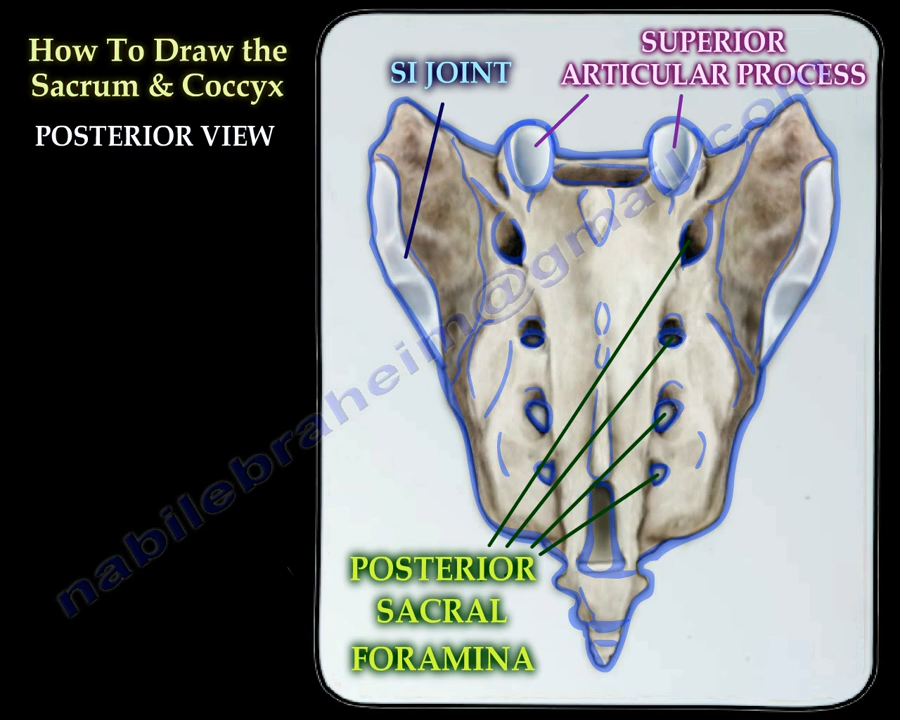 How To Draw the
Sacrum & Coccyx
POSTERIOR VIEW
SI JOINT
SUPERIOR
ARTICULAR PROCESS
POSTERIOR
SACRAL
FORAMINA
nabilebraheim@gmail.com